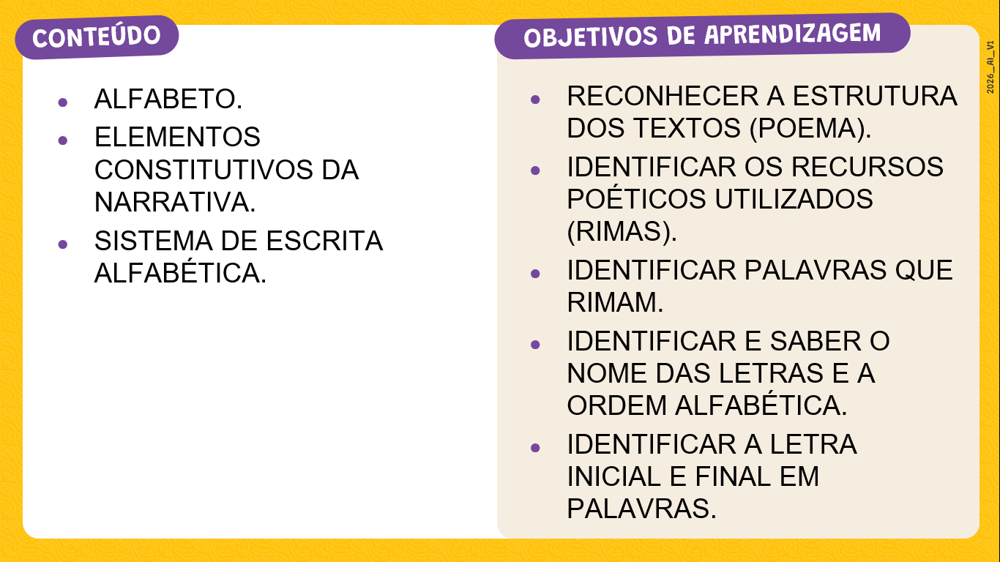 CONTEÚDO
● ALFABETO.
● ELEMENTOS
CONSTITUTIVOS DA
NARRATIVA.
● SISTEMA DE ESCRITA
ALFABÉTICA.
OBJETIVOS DE APRENDIZAGEM
● RECONHECER A ESTRUTURA
DOS TEXTOS (POEMA).
● IDENTIFICAR OS RECURSOS
POÉTICOS UTILIZADOS
(RIMAS).
● IDENTIFICAR PALAVRAS QUE
RIMAM.
● IDENTIFICAR E SABER O
NOME DAS LETRAS E A
ORDEM ALFABÉTICA.
● IDENTIFICAR A LETRA
INICIAL E FINAL EM
PALAVRAS.
2026_AI_V1